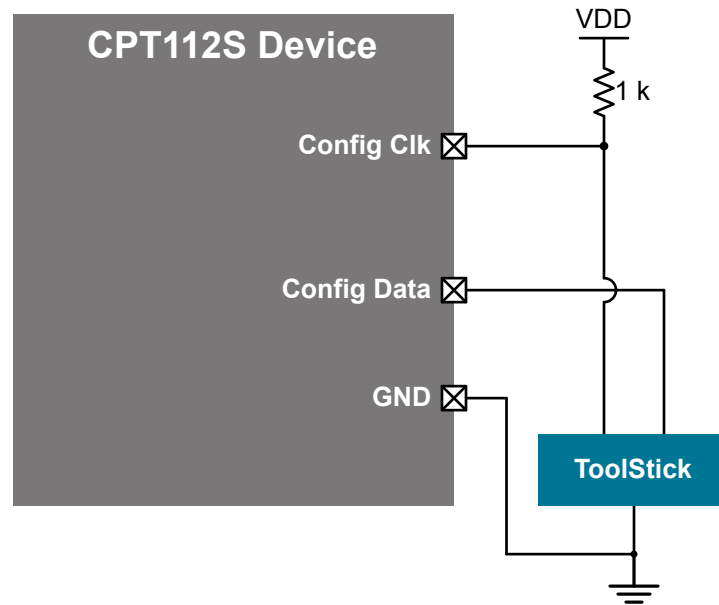 VDD
CPT112S Device
1 k
Config Clk
Config Data
GND
ToolStick